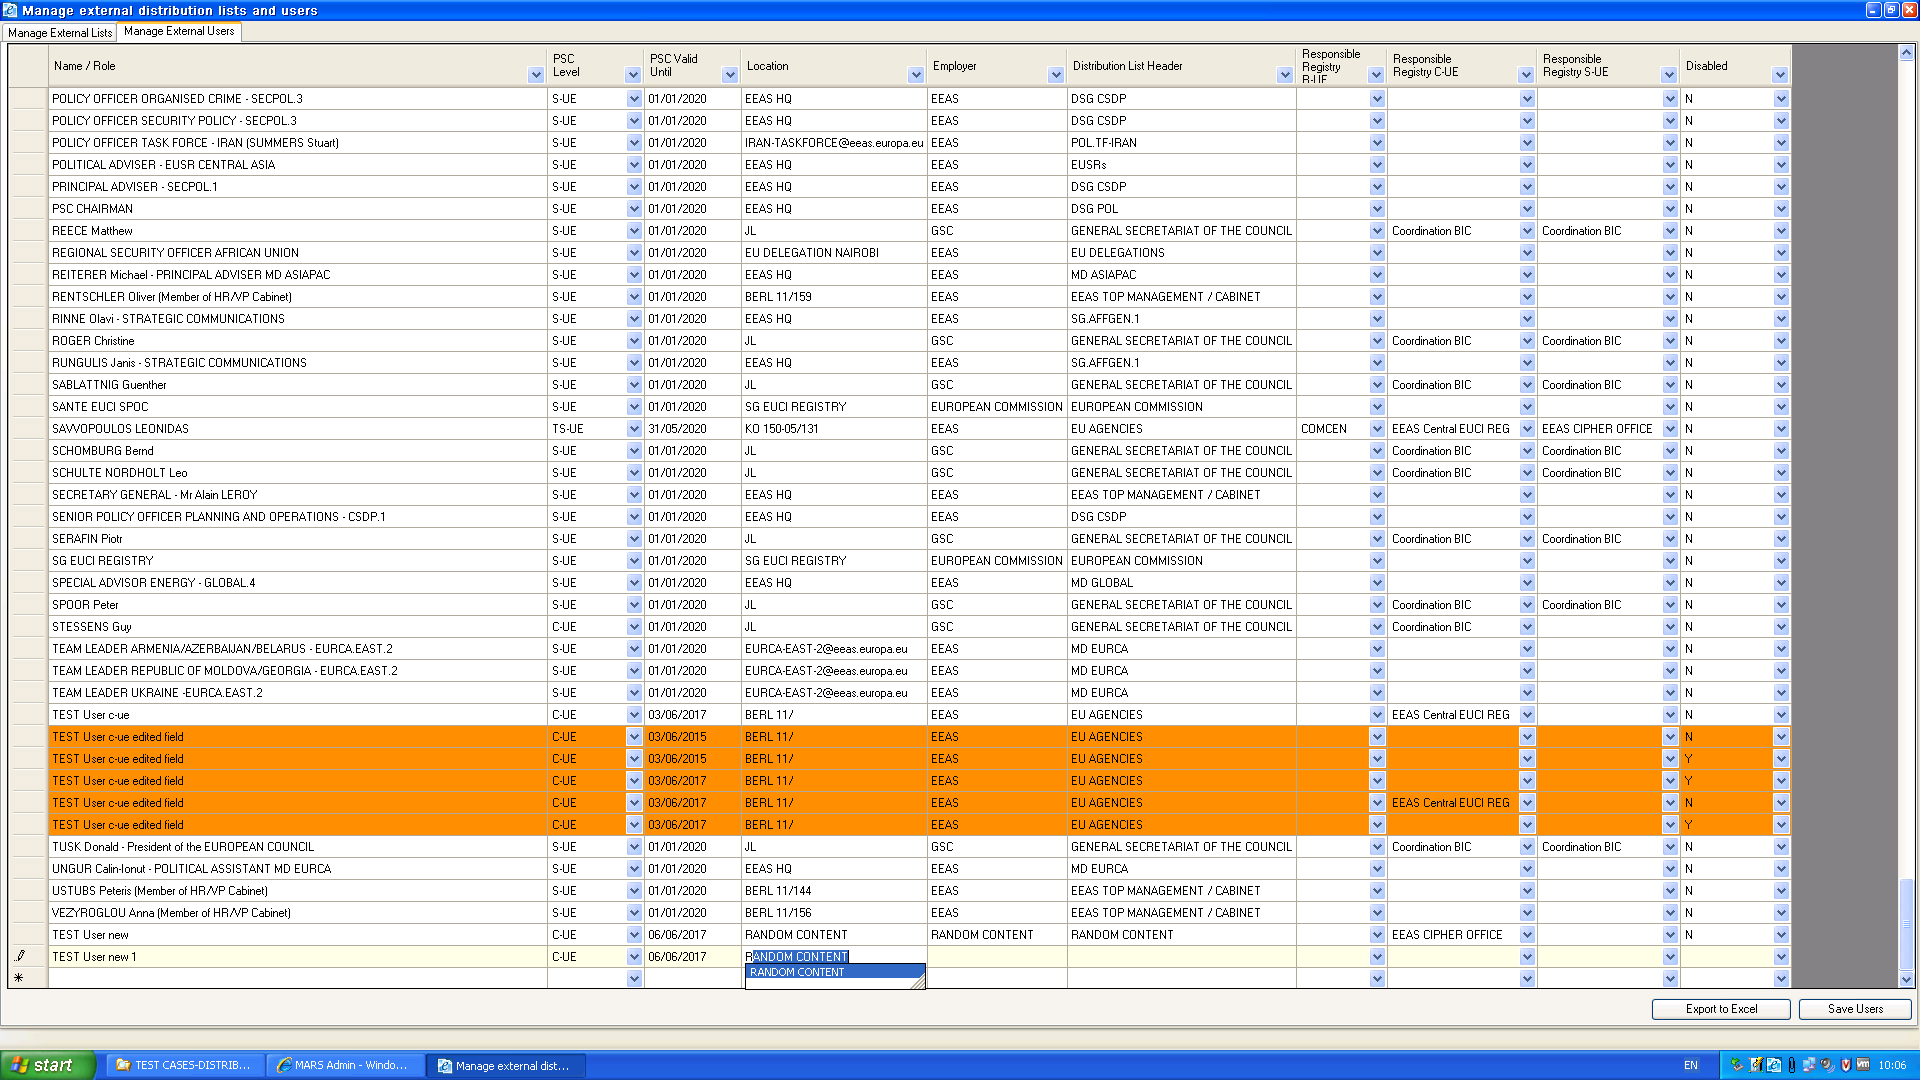 Manage external distribution lists and users
Manage External Lists Manage External Users
Name / Role PSC Level PSC Valid Until Location Employer Distribution List Header Responsible Registry R-UE Responsible Registry C-UE Responsible Registry S-UE Disabled
POLICY OFFICER ORGANISED CRIME - SECPOL.3 S-UE 01/01/2020 EEAS HQ EEAS DSG CSDP N
POLICY OFFICER SECURITY POLICY - SECPOL.3 S-UE 01/01/2020 EEAS HQ EEAS DSG CSDP N
POLICY OFFICER TASK FORCE - IRAN (SUMMERS Stuart) S-UE 01/01/2020 IRAN-TASKFORCE@eeas.europa.eu EEAS POL.TF-IRAN N
POLITICAL ADVISER - EUSR CENTRAL ASIA S-UE 01/01/2020 EEAS HQ EEAS EUSRs N
PRINCIPAL ADVISER - SECPOL.1 S-UE 01/01/2020 EEAS HQ EEAS DSG CSDP N
PSC CHAIRMAN S-UE 01/01/2020 EEAS HQ EEAS DSG POL N
REECE Matthew S-UE 01/01/2020 JL GSC GENERAL SECRETARIAT OF THE COUNCIL Coordination BIC Coordination BIC N
REGIONAL SECURITY OFFICER AFRICAN UNION S-UE 01/01/2020 EU DELEGATION NAIROBI EEAS EU DELEGATIONS N
REITERER Michael - PRINCIPAL ADVISER MD ASIAPAC S-UE 01/01/2020 EEAS HQ EEAS MD ASIAPAC N
RENTSCHLER Oliver (Member of HR/VP Cabinet) S-UE 01/01/2020 BERL 11/159 EEAS EEAS TOP MANAGEMENT / CABINET N
RINNE Olavi - STRATEGIC COMMUNICATIONS S-UE 01/01/2020 EEAS HQ EEAS SG.AFFGEN.1 N
ROGER Christine S-UE 01/01/2020 JL GSC GENERAL SECRETARIAT OF THE COUNCIL Coordination BIC Coordination BIC N
RUNGULIS Janis - STRATEGIC COMMUNICATIONS S-UE 01/01/2020 EEAS HQ EEAS SG.AFFGEN.1 N
SABLATTNIG Guenther S-UE 01/01/2020 JL GSC GENERAL SECRETARIAT OF THE COUNCIL Coordination BIC Coordination BIC N
SANTE EUCI SPOC S-UE 01/01/2020 SG EUCI REGISTRY EUROPEAN COMMISSION EUROPEAN COMMISSION N
SAVVOPOULOS LEONIDAS TS-UE 31/05/2020 KO 150-05/131 EEAS EU AGENCIES COMCEN EEAS Central EUCI REG EEAS CIPHER OFFICE N
SCHOMBURG Bernd S-UE 01/01/2020 JL GSC GENERAL SECRETARIAT OF THE COUNCIL Coordination BIC Coordination BIC N
SCHULTE NORDHOLT Leo S-UE 01/01/2020 JL GSC GENERAL SECRETARIAT OF THE COUNCIL Coordination BIC Coordination BIC N
SECRETARY GENERAL - Mr Alain LEROY S-UE 01/01/2020 EEAS HQ EEAS EEAS TOP MANAGEMENT / CABINET N
SENIOR POLICY OFFICER PLANNING AND OPERATIONS - CSDP.1 S-UE 01/01/2020 EEAS HQ EEAS DSG CSDP N
SERAFIN Piotr S-UE 01/01/2020 JL GSC GENERAL SECRETARIAT OF THE COUNCIL Coordination BIC Coordination BIC N
SG EUCI REGISTRY S-UE 01/01/2020 SG EUCI REGISTRY EUROPEAN COMMISSION EUROPEAN COMMISSION N
SPECIAL ADVISOR ENERGY - GLOBAL.4 S-UE 01/01/2020 EEAS HQ EEAS MD GLOBAL N
SPOOR Peter S-UE 01/01/2020 JL GSC GENERAL SECRETARIAT OF THE COUNCIL Coordination BIC Coordination BIC N
STESSENS Guy C-UE 01/01/2020 JL GSC GENERAL SECRETARIAT OF THE COUNCIL Coordination BIC N
TEAM LEADER ARMENIA/AZERBAIJAN/BELARUS - EURCA.EAST.2 S-UE 01/01/2020 EURCA-EAST-2@eeas.europa.eu EEAS MD EURCA N
TEAM LEADER REPUBLIC OF MOLDOVA/GEORGIA - EURCA.EAST.2 S-UE 01/01/2020 EURCA-EAST-2@eeas.europa.eu EEAS MD EURCA N
TEAM LEADER UKRAINE -EURCA.EAST.2 S-UE 01/01/2020 EURCA-EAST-2@eeas.europa.eu EEAS MD EURCA N
TEST User c-ue C-UE 03/06/2017 BERL 11/ EEAS EU AGENCIES EEAS Central EUCI REG N
TEST User c-ue edited field C-UE 03/06/2015 BERL 11/ EEAS EU AGENCIES N
TEST User c-ue edited field C-UE 03/06/2015 BERL 11/ EEAS EU AGENCIES Y
TEST User c-ue edited field C-UE 03/06/2017 BERL 11/ EEAS EU AGENCIES Y
TEST User c-ue edited field C-UE 03/06/2017 BERL 11/ EEAS EU AGENCIES EEAS Central EUCI REG N
TEST User c-ue edited field C-UE 03/06/2017 BERL 11/ EEAS EU AGENCIES Y
TUSK Donald - President of the EUROPEAN COUNCIL S-UE 01/01/2020 JL GSC GENERAL SECRETARIAT OF THE COUNCIL Coordination BIC Coordination BIC N
UNGUR Calin-Ionut - POLITICAL ASSISTANT MD EURCA S-UE 01/01/2020 EEAS HQ EEAS MD EURCA N
USTUBS Peteris (Member of HR/VP Cabinet) S-UE 01/01/2020 BERL 11/144 EEAS EEAS TOP MANAGEMENT / CABINET N
VEZYROGLOU Anna (Member of HR/VP Cabinet) S-UE 01/01/2020 BERL 11/156 EEAS EEAS TOP MANAGEMENT / CABINET N
TEST User new C-UE 06/06/2017 RANDOM CONTENT RANDOM CONTENT RANDOM CONTENT EEAS CIPHER OFFICE N
TEST User new 1 C-UE 06/06/2017 RANDOM CONTENT
RANDOM CONTENT
Export to Excel Save Users
start TEST CASES-DISTRIB... MARS Admin - Windo... Manage external dist... EN 10:06